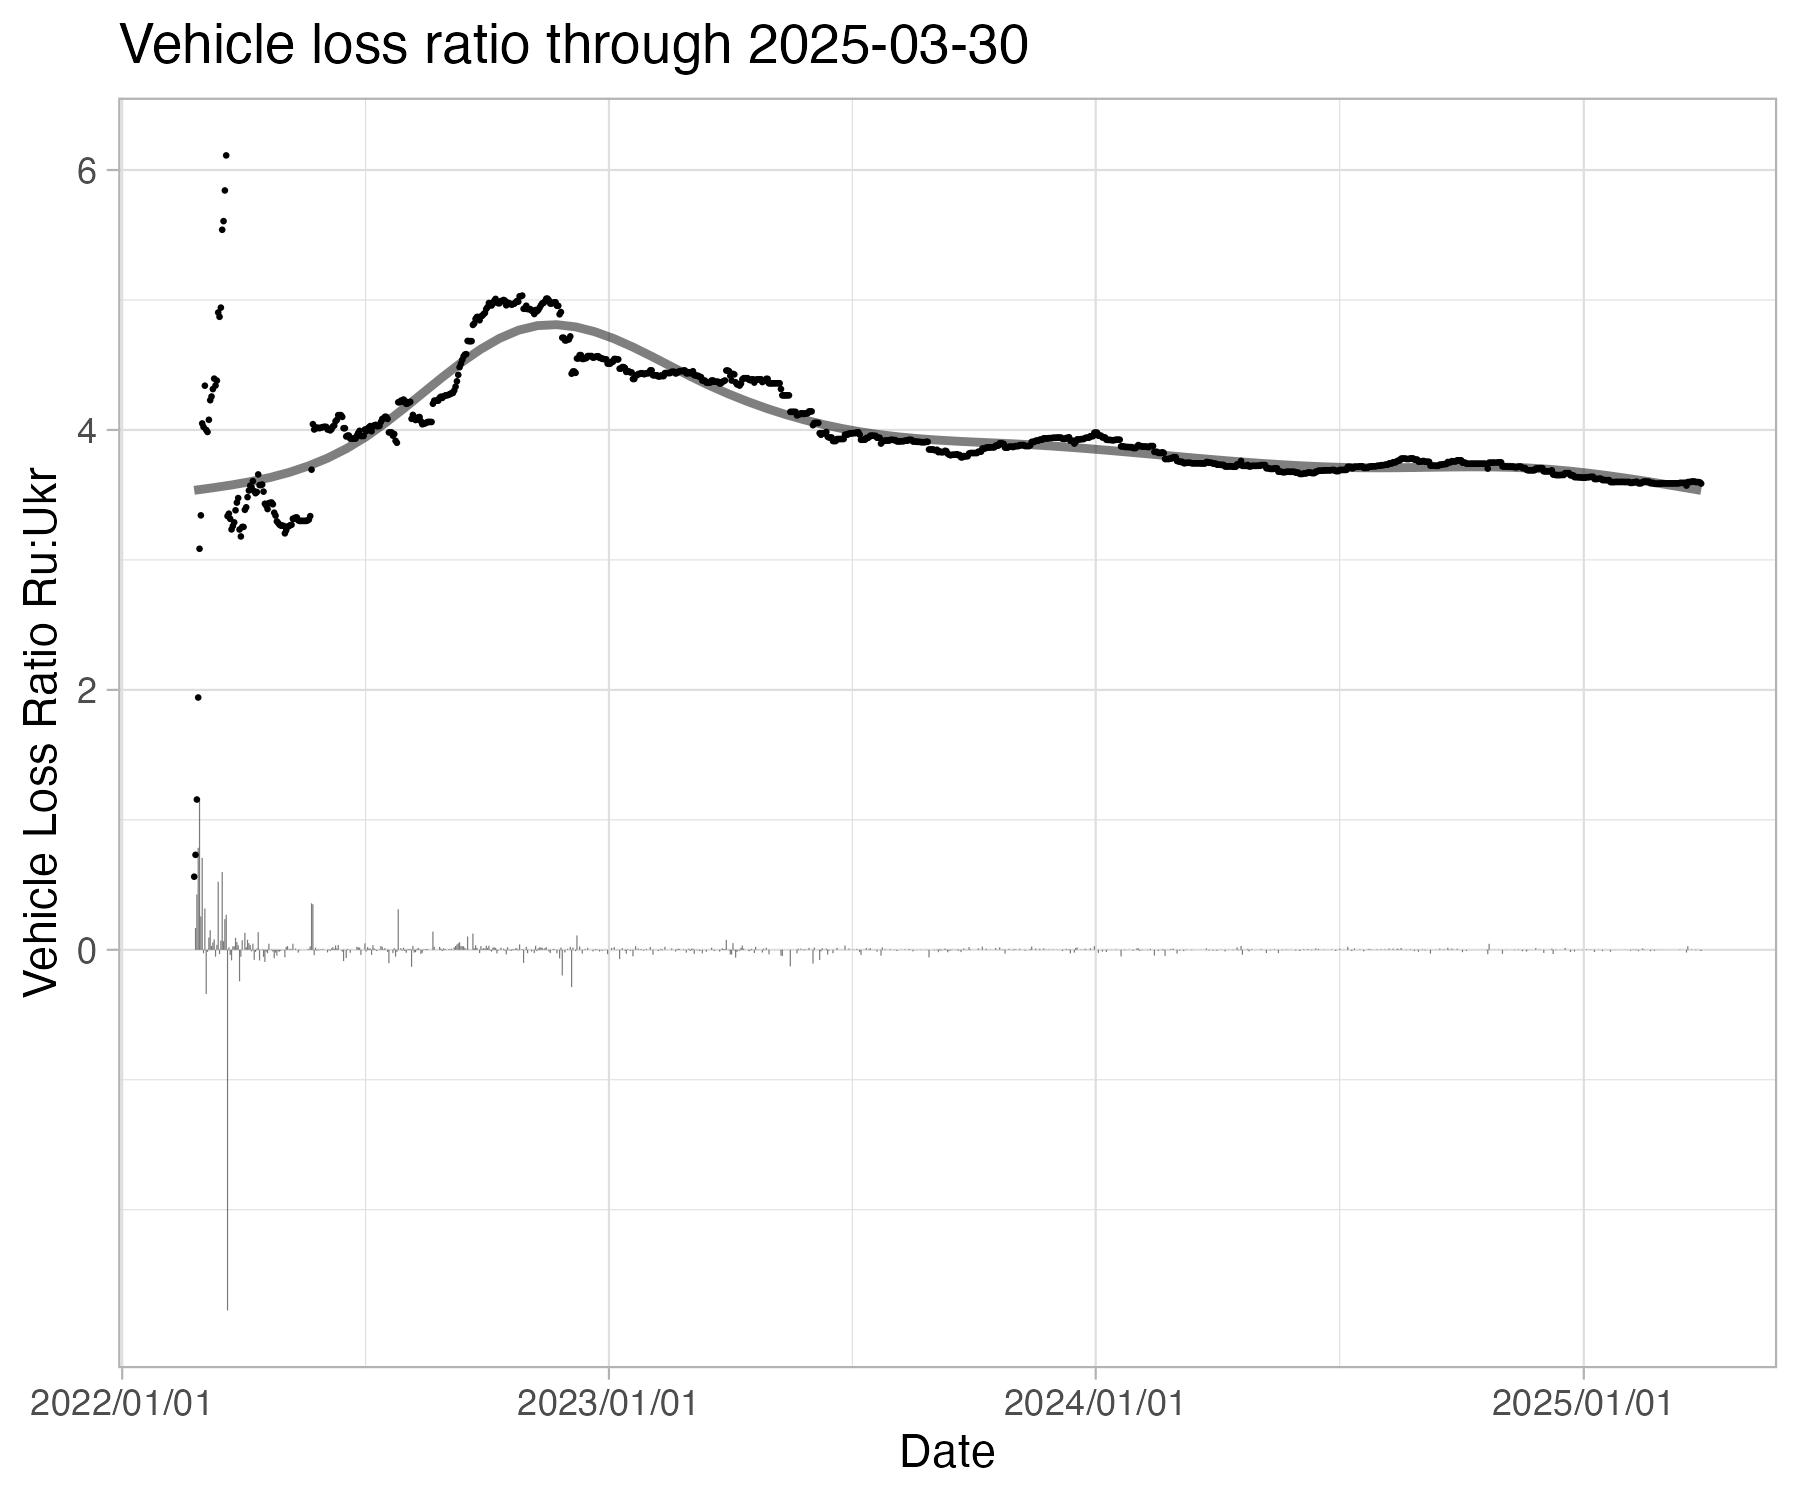 Vehicle loss ratio through 2025-03-30
Vehicle Loss Ratio Ru:Ukr
6
4
2
0
2022/01/01
2023/01/01
2024/01/01
2025/01/01
Date